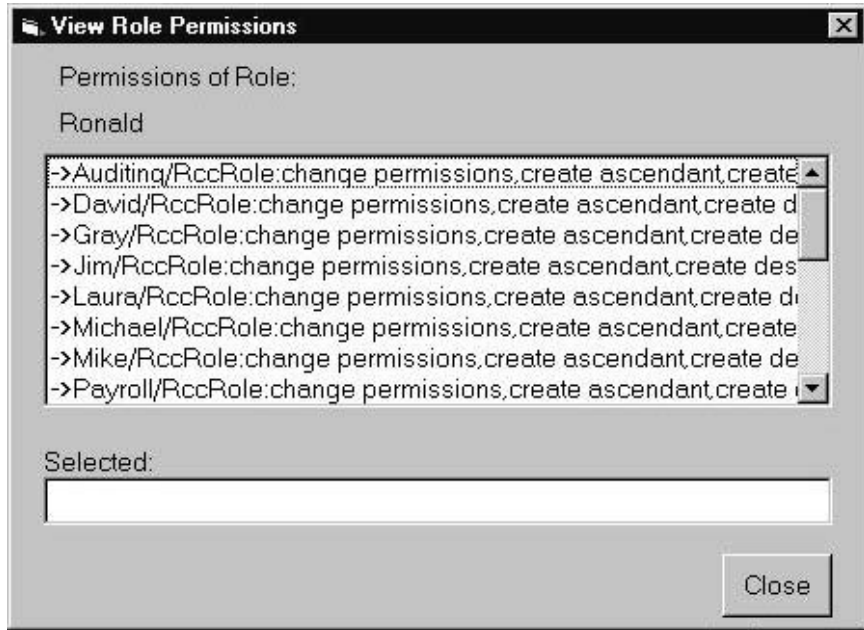 View Role Permissions
Permissions of Role:
Ronald
->Auditing/RccRole:change permissions,create ascendant,create
->David/RccRole:change permissions,create ascendant,create d
->Gray/RccRole:change permissions,create ascendant,create de
->Jim/RccRole:change permissions,create ascendant,create des
->Laura/RccRole:change permissions,create ascendant,create d
->Michael/RccRole:change permissions,create ascendant,create
->Mike/RccRole:change permissions,create ascendant,create de
->Payroll/RccRole:change permissions,create ascendant,create
Selected:
Close